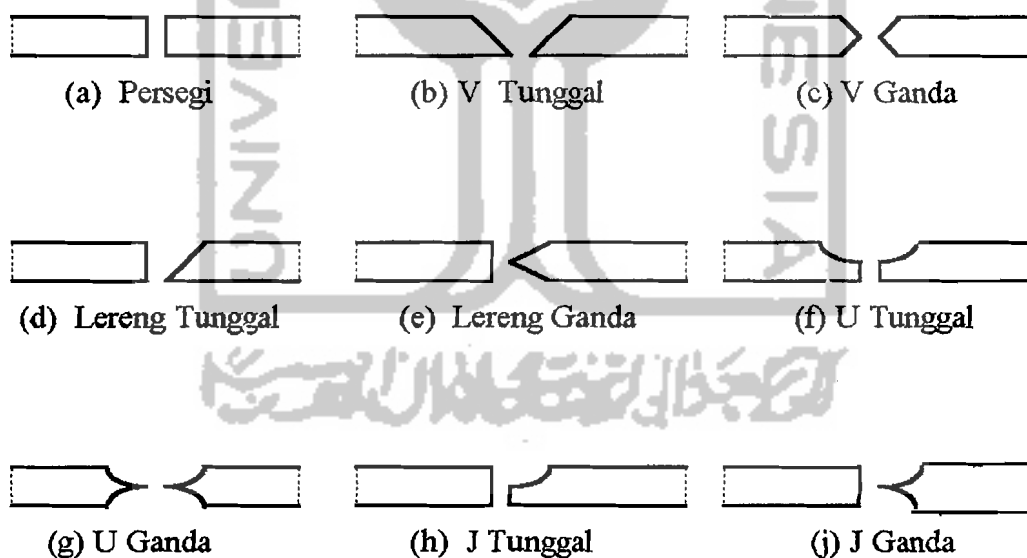 (a) Persegi
(b) V Tunggal
(c) V Ganda
(d) Lereng Tunggal
(e) Lereng Ganda
(f) U Tunggal
(g) U Ganda
(h) J Tunggal
(j) J Ganda